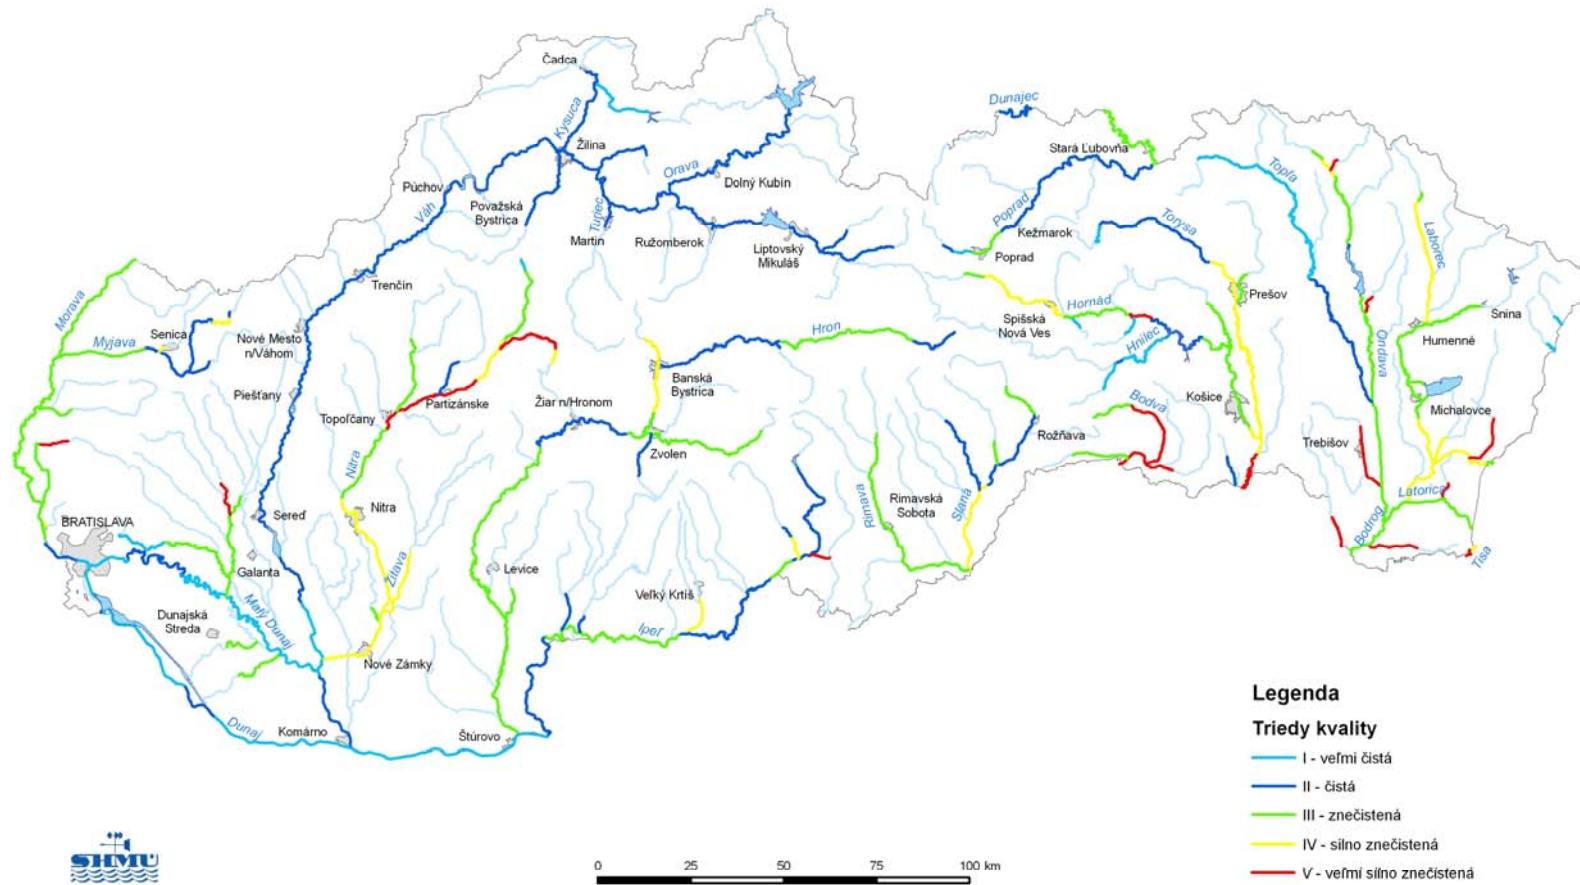 Čadca
Dunajec
Kysuca
Stará Ľubovňa
Žilina
Topľa
Orava
Púchov
Dolný Kubín
Poprad
Laborec
Považská
Bystrica
Váh
Turiec
Kežmarok
Torysa
Martin
Ružomberok
Liptovský
Mikuláš
Poprad
Trenčín
Morava
Hornád
Prešov
Spišská
Nová Ves
Snina
Senica
Nové Mesto
n/Váhom
Myjava
Hron
Hnilec
Ondava
Humenné
Banská
Bystrica
Piešťany
Partizánske
Žiar n/Hronom
Košice
Bodva
Michalovce
Topoľčany
Rožňava
Zvolen
Trebišov
Nitra
Rimava
Rimavská
Sobota
Slaná
Latorica
Nitra
Sereď
BRATISLAVA
Bodrog
Tisa
Galanta
Žitava
Levice
Veľký Krtíš
Malý Dunaj
Dunajská
Streda
Ipeľ
Nové Zámky
Dunaj
Komárno
Štúrovo
Legenda
Triedy kvality
I - veľmi čistá
II - čistá
III - znečistená
IV - silno znečistená
V - veľmi silno znečistená
SHMÚ
0 25 50 75 100 km